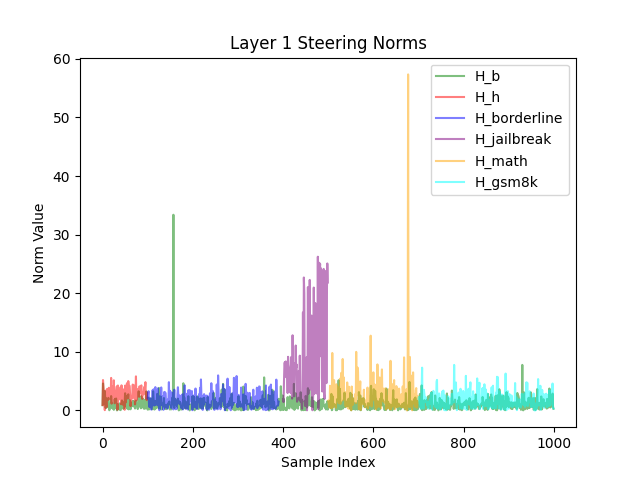 Layer 1 Steering Norms
60
50
40
30
20
10
0
Norm Value
H_b
H_h
H_borderline
H_jailbreak
H_math
H_gsm8k
0
200
400
600
800
1000
Sample Index